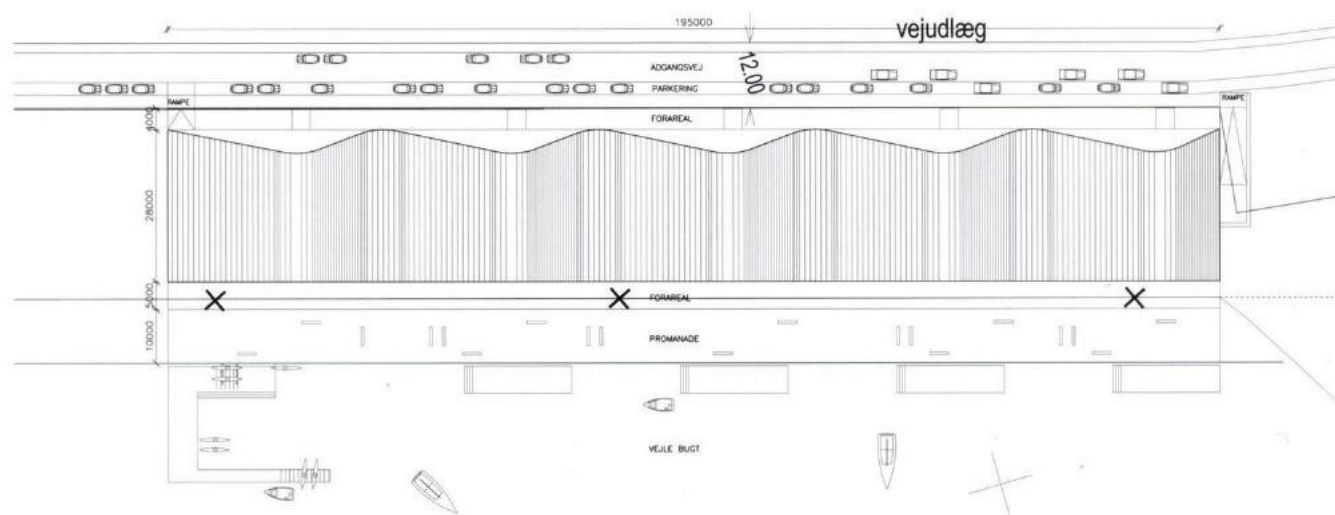 195000
vejudlæg
ADGANGSVEJ
12.00
PARKERING
RAMPE
RAMPE
4000
FORAREAL
28000
5000
FORAREAL
10000
PROMANADE
VEJLE BUGT